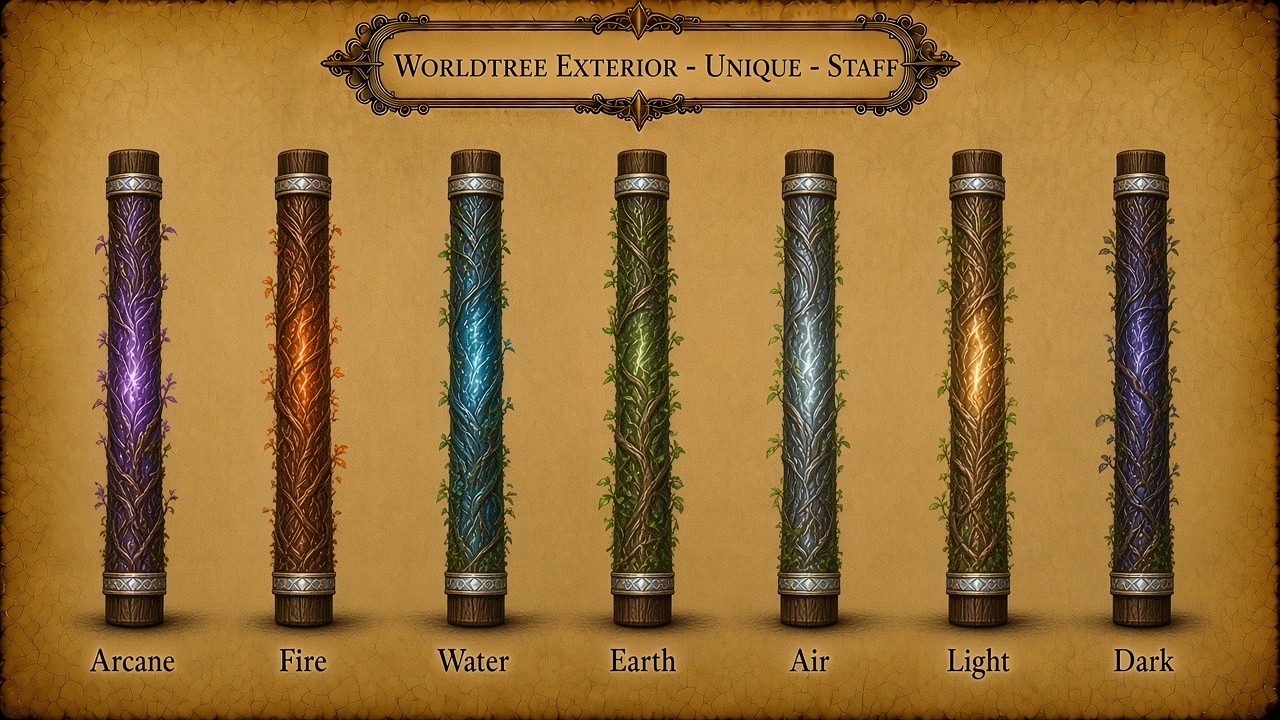 Worldtree Exterior - Unique - Staff
Arcane
Fire
Water
Earth
Air
Light
Dark